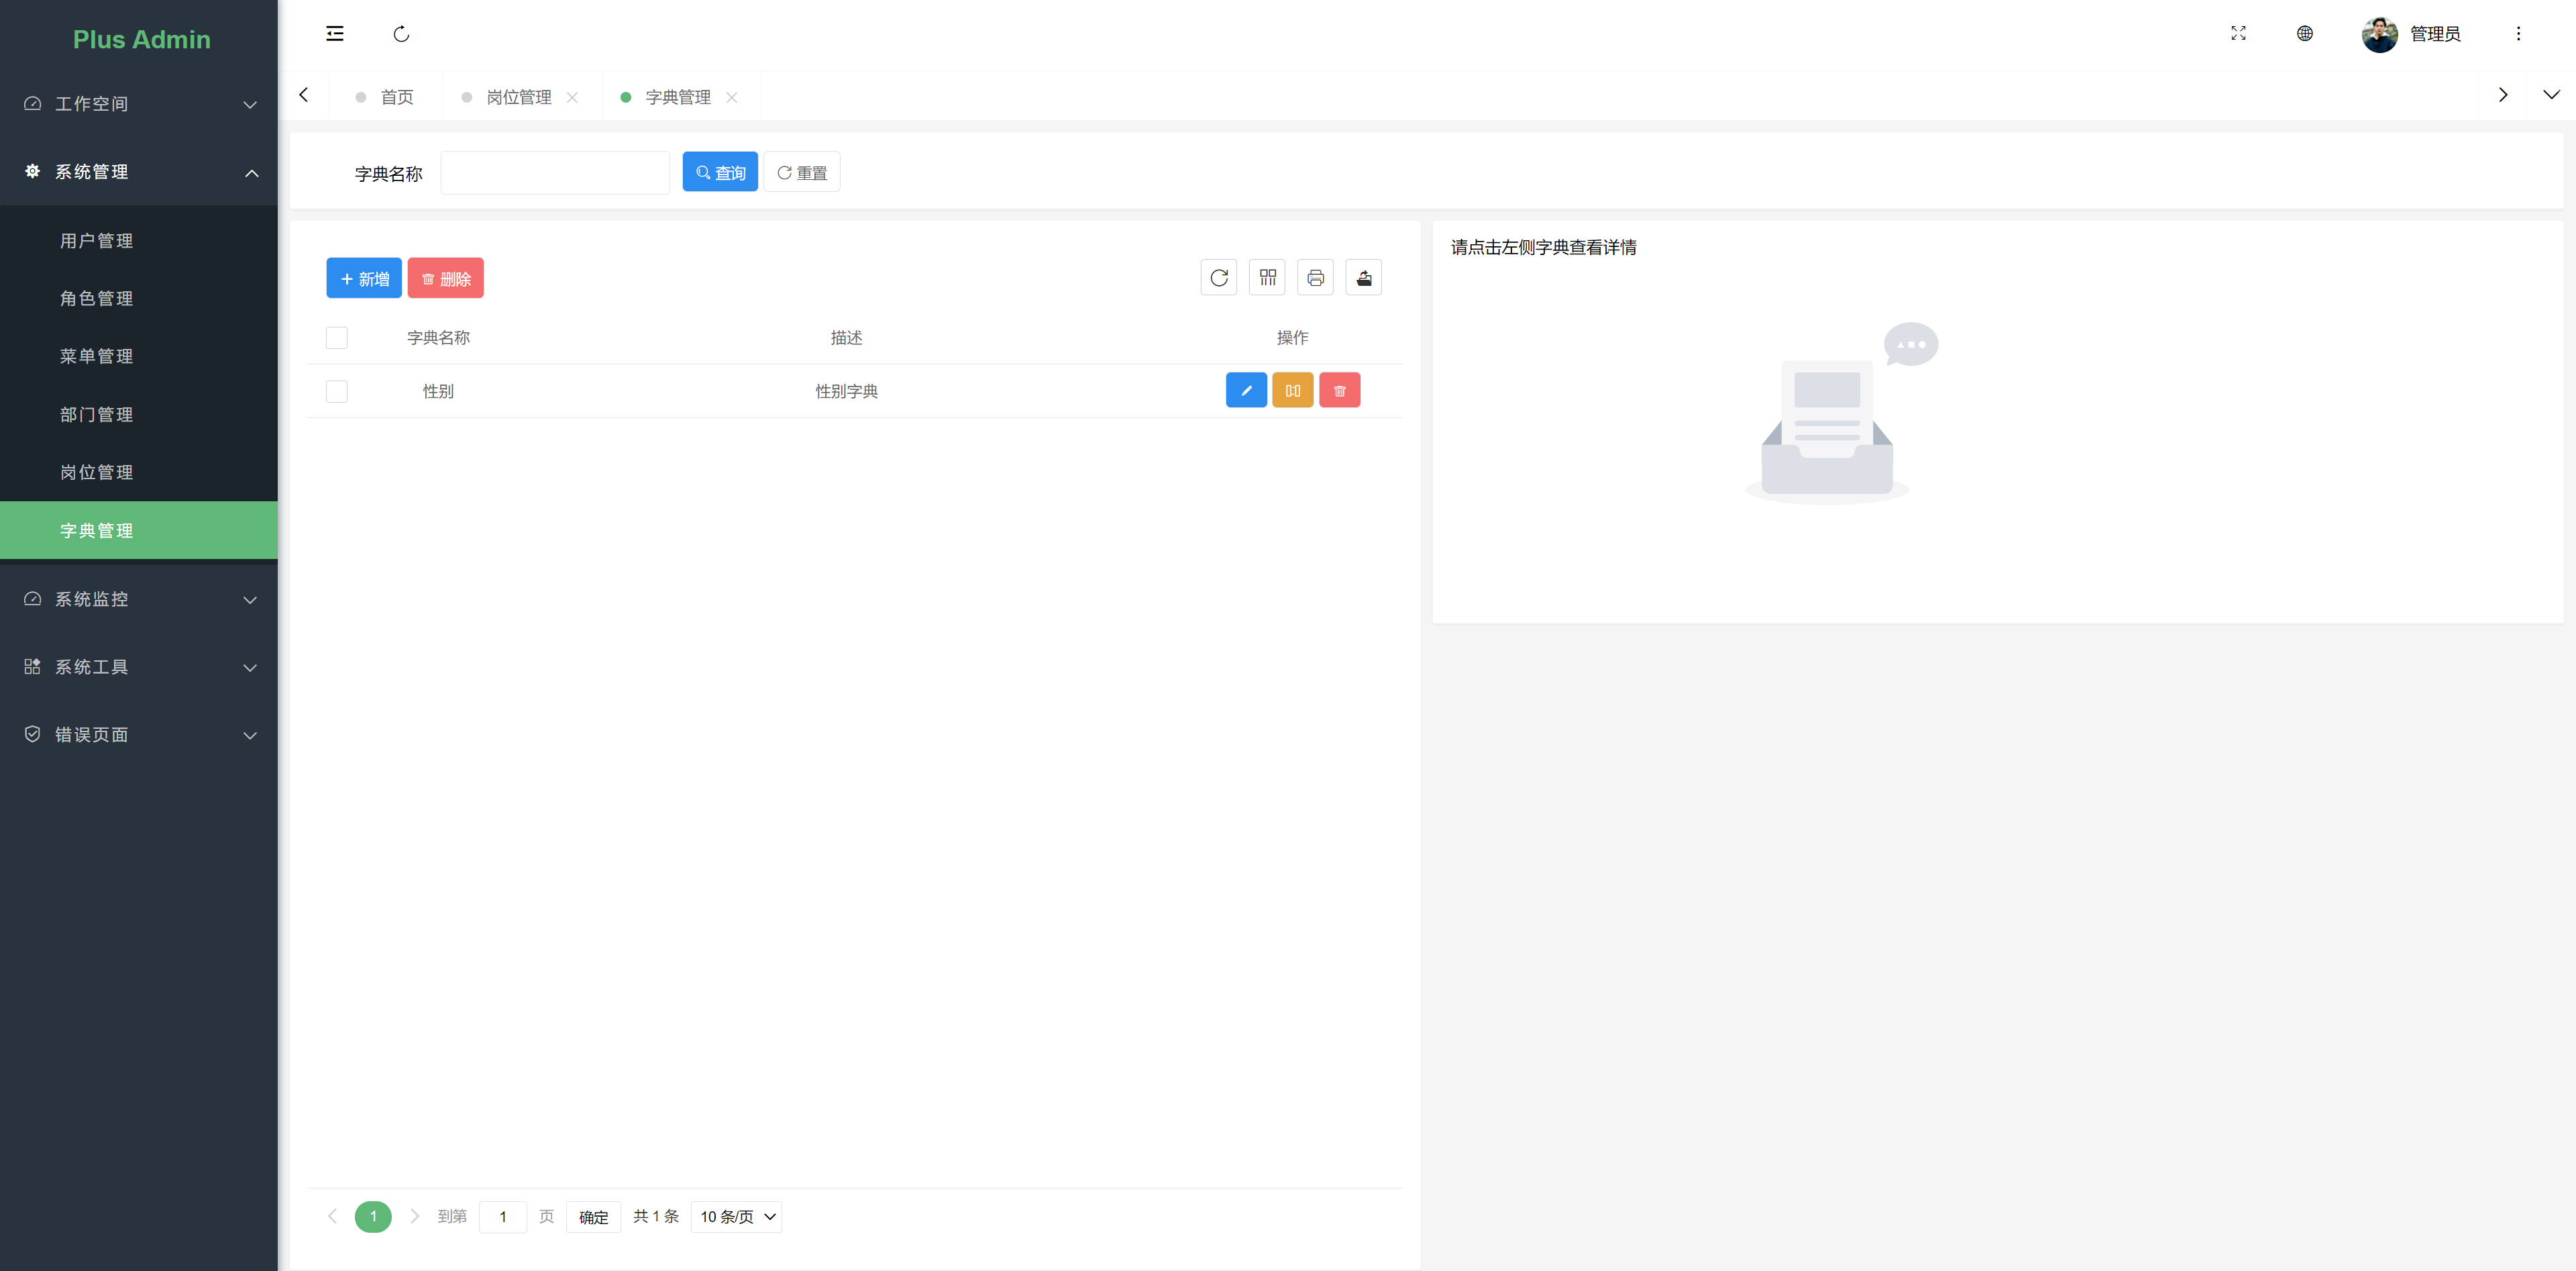 Plus Admin
工作空间
系统管理
用户管理
角色管理
菜单管理
部门管理
岗位管理
字典管理
系统监控
系统工具
错误页面
管理员
首页 岗位管理 字典管理
字典名称 查询 重置
新增 删除
字典名称 描述 操作
性别 性别字典
1 到第 1 页 确定 共 1 条 10 条/页
请点击左侧字典查看详情